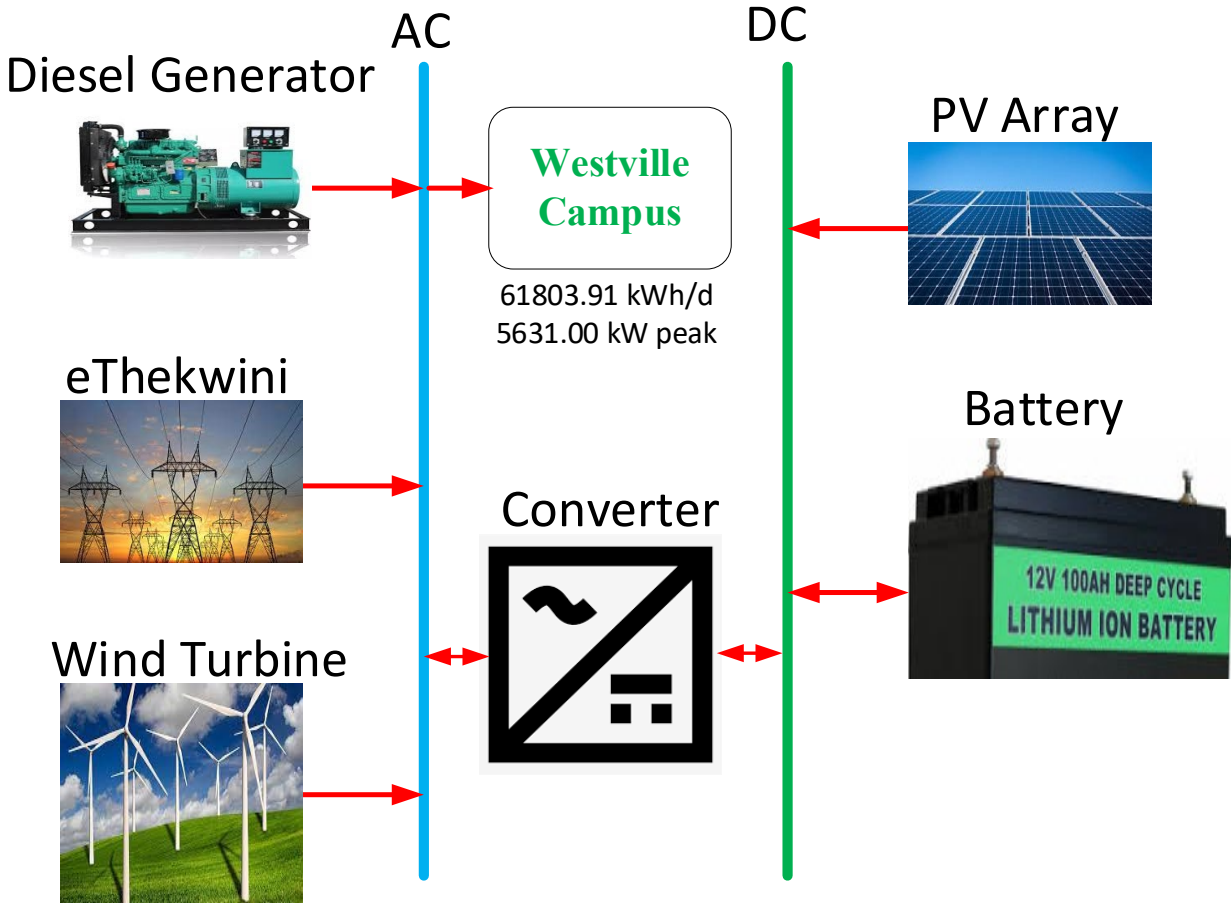 AC
DC
Diesel Generator
PV Array
Westville
Campus
61803.91 kWh/d
5631.00 kW peak
eThekwini
Battery
Converter
12V 100AH DEEP CYCLE
LITHIUM ION BATTERY
Wind Turbine